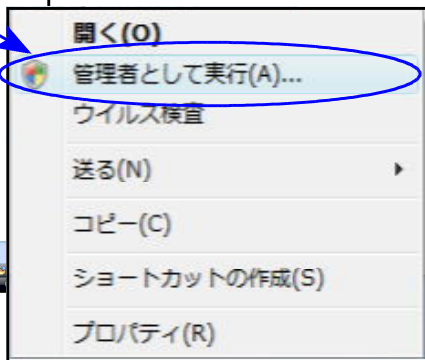 開く(O)
管理者として実行(A)...
ウイルス検査
送る(N)
コピー(C)
ショートカットの作成(S)
プロパティ(R)